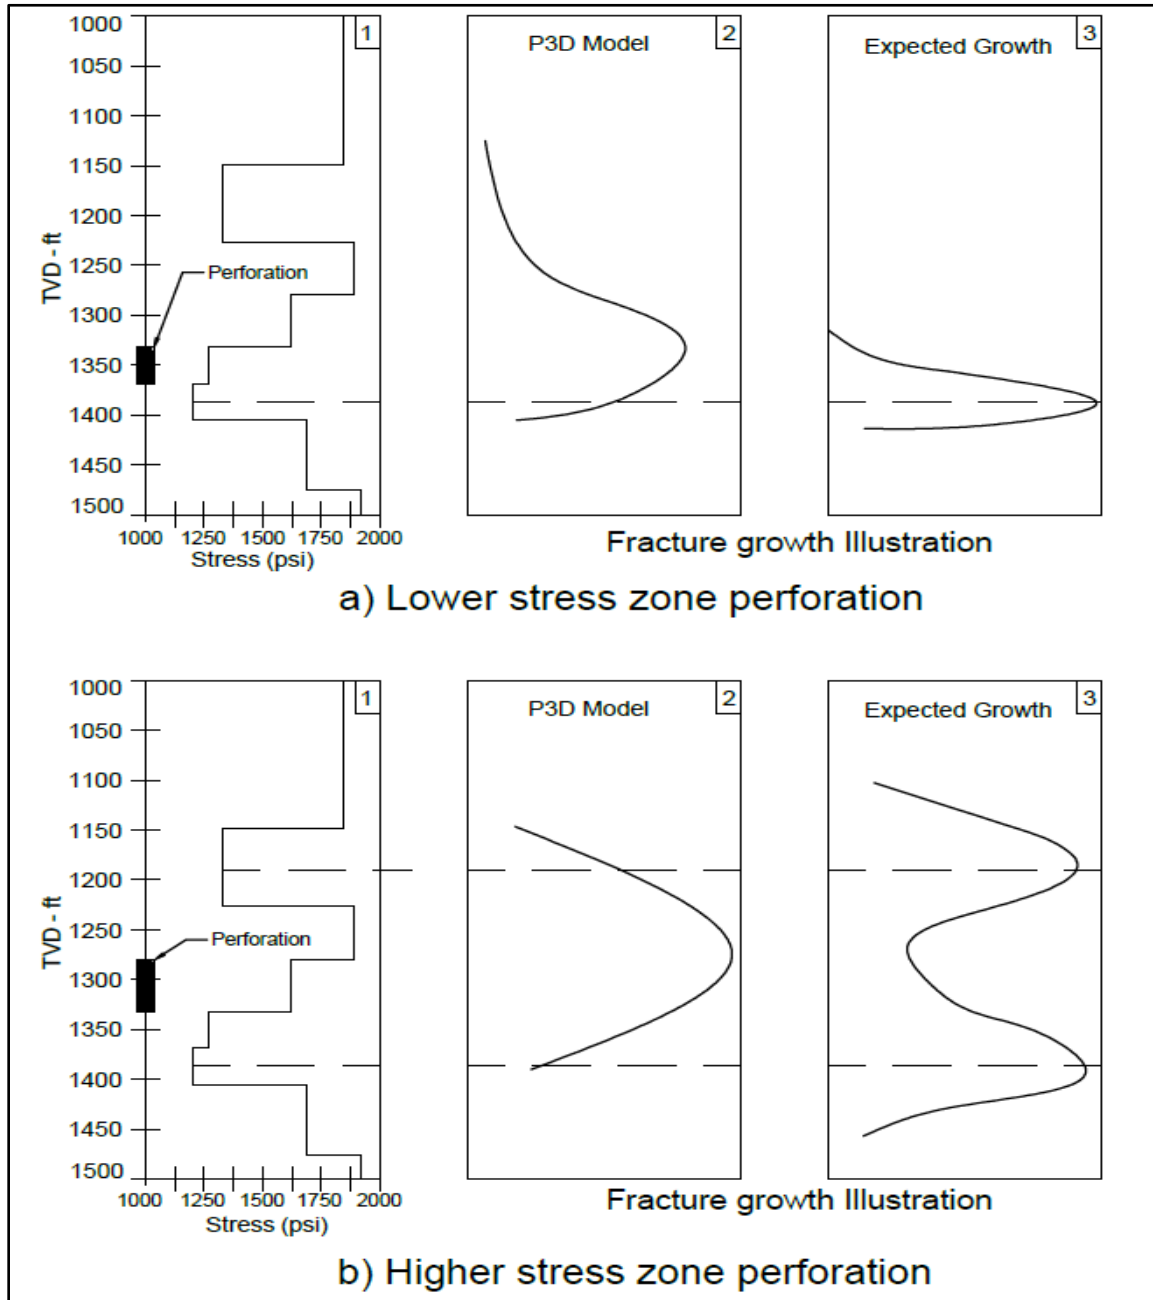 1
1000
1050
1100
1150
1200
1250
1300
1350
1400
1450
1500
TVD - ft
Perforation
1000 1250 1500 1750 2000
Stress (psi)
P3D Model
2
Expected Growth
3
Fracture growth Illustration
a) Lower stress zone perforation
1
1000
1050
1100
1150
1200
1250
1300
1350
1400
1450
1500
TVD - ft
Perforation
1000 1250 1500 1750 2000
Stress (psi)
P3D Model
2
Expected Growth
3
Fracture growth Illustration
b) Higher stress zone perforation